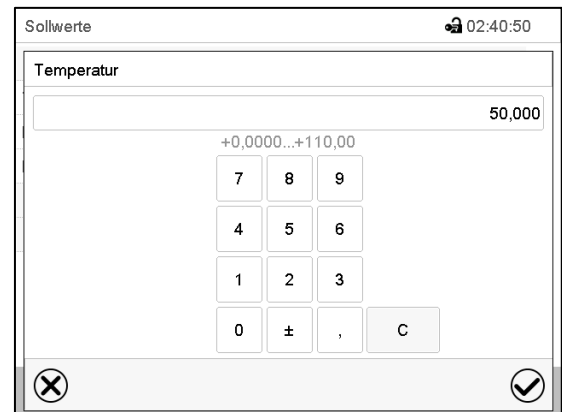 Sollwerte 02:40:50
Temperatur
50,000
+0,0000...+110,00
7 8 9
4 5 6
1 2 3
0 ± , C